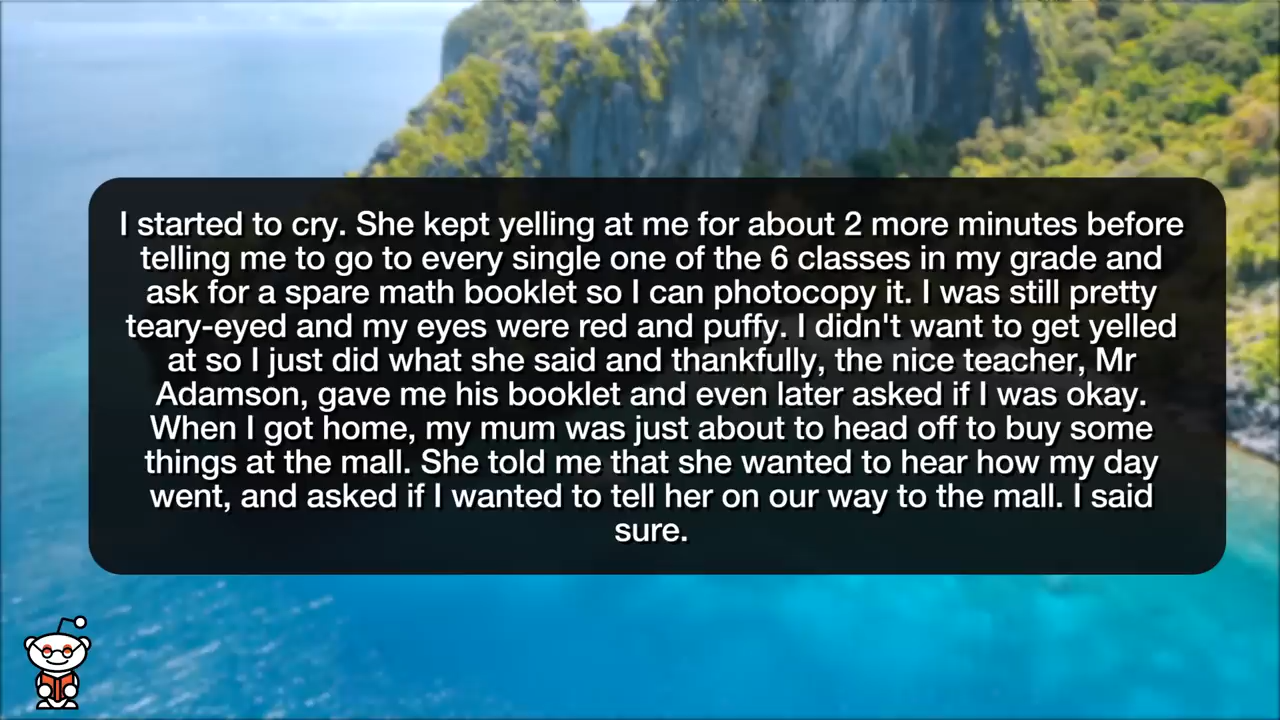 I started to cry. She kept yelling at me for about 2 more minutes before
telling me to go to every single one of the 6 classes in my grade and
ask for a spare math booklet so I can photocopy it. I was still pretty
teary-eyed and my eyes were red and puffy. I didn't want to get yelled
at so I just did what she said and thankfully, the nice teacher, Mr
Adamson, gave me his booklet and even later asked if I was okay.
When I got home, my mum was just about to head off to buy some
things at the mall. She told me that she wanted to hear how my day
went, and asked if I wanted to tell her on our way to the mall. I said
sure.